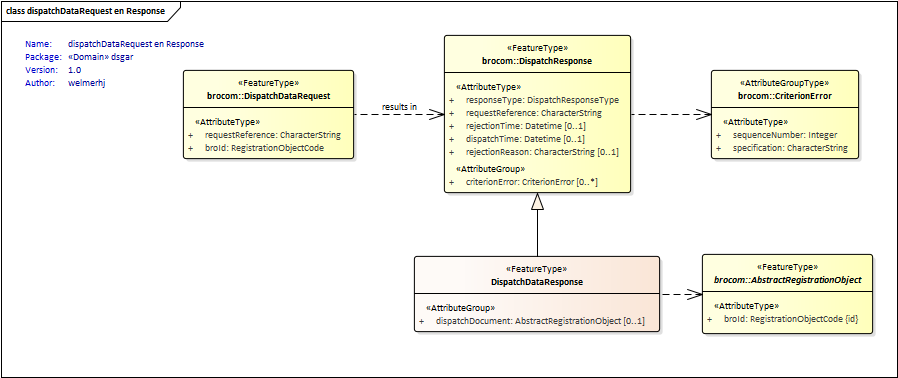 class dispatchDataRequest en Response
Name: dispatchDataRequest en Response
Package: «Domain» dsgar
Version: 1.0
Author: welmerhj
«FeatureType»
brocom::DispatchDataRequest
«AttributeType»
+ requestReference: CharacterString
+ broId: RegistrationObjectCode
results in
«FeatureType»
brocom::DispatchResponse
«AttributeType»
+ responseType: DispatchResponseType
+ requestReference: CharacterString
+ rejectionTime: Datetime [0..1]
+ dispatchTime: Datetime [0..1]
+ rejectionReason: CharacterString [0..1]
«AttributeGroup»
+ criterionError: CriterionError [0..*]
«AttributeGroupType»
brocom::CriterionError
«AttributeType»
+ sequenceNumber: Integer
+ specification: CharacterString
«FeatureType»
DispatchDataResponse
«AttributeGroup»
+ dispatchDocument: AbstractRegistrationObject [0..1]
«FeatureType»
brocom::AbstractRegistrationObject
«AttributeType»
+ broId: RegistrationObjectCode {id}